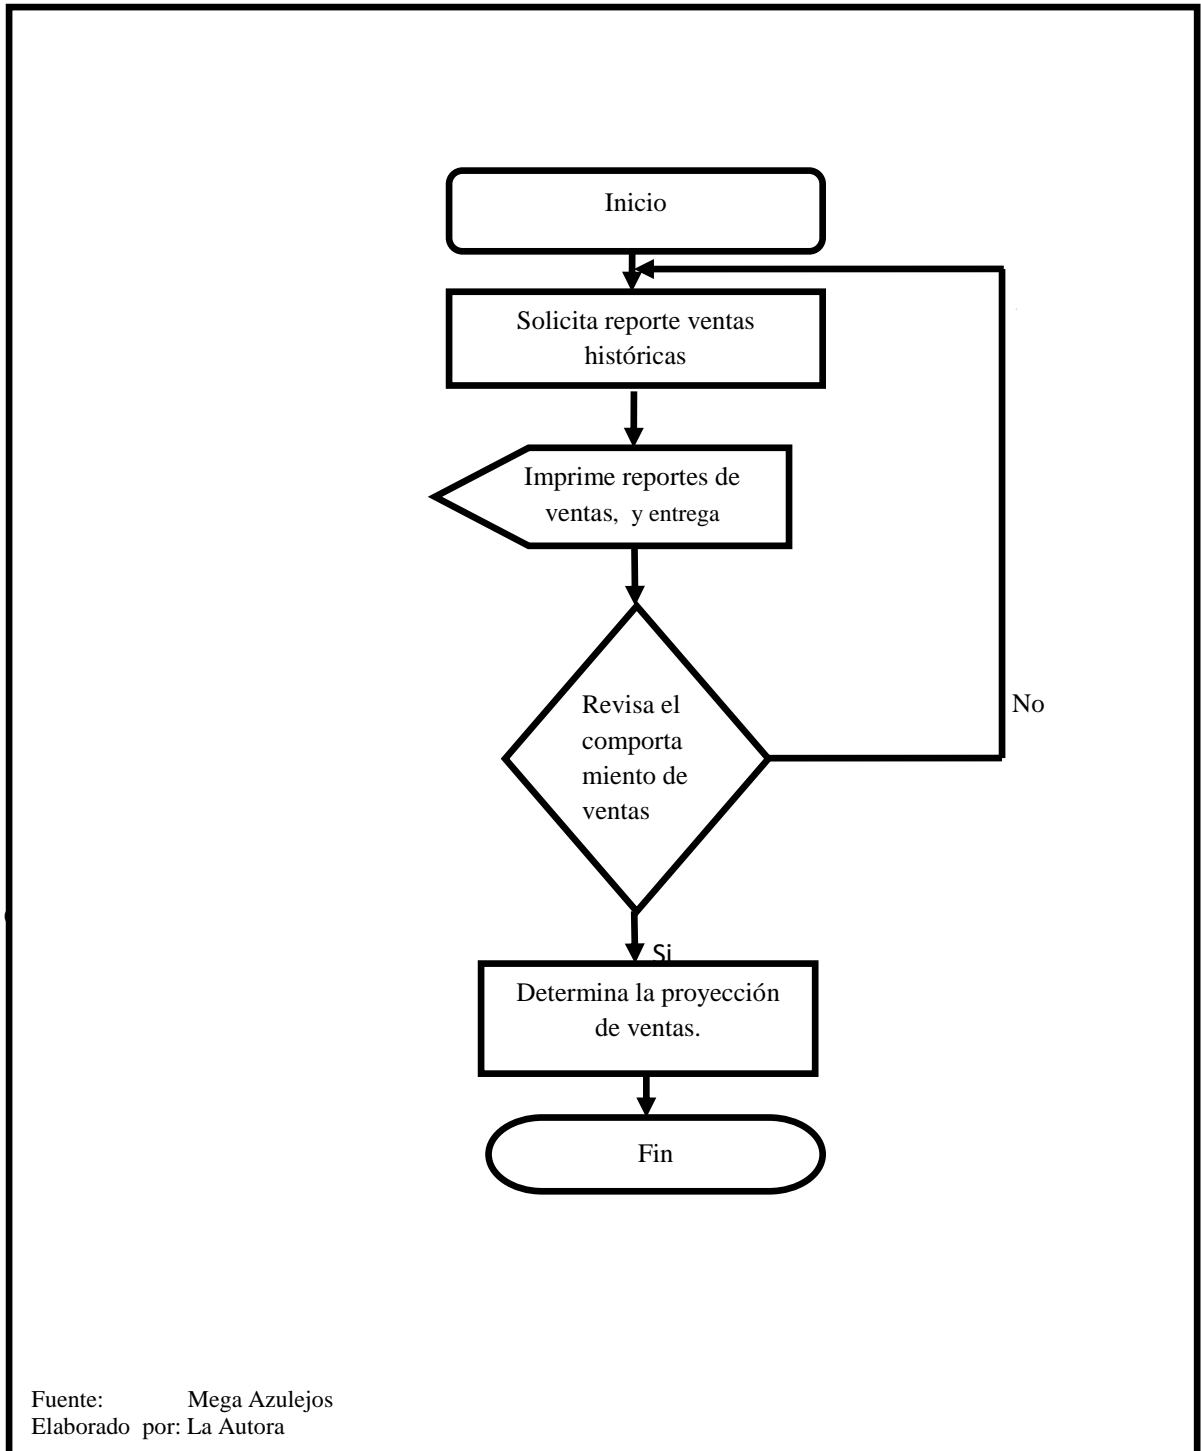 Inicio
Solicita reporte ventas
históricas
Imprime reportes de
ventas, y entrega
Revisa el
comporta
miento de
ventas
No
Si
Determina la proyección
de ventas.
Fin
Fuente: Mega Azulejos
Elaborado por: La Autora